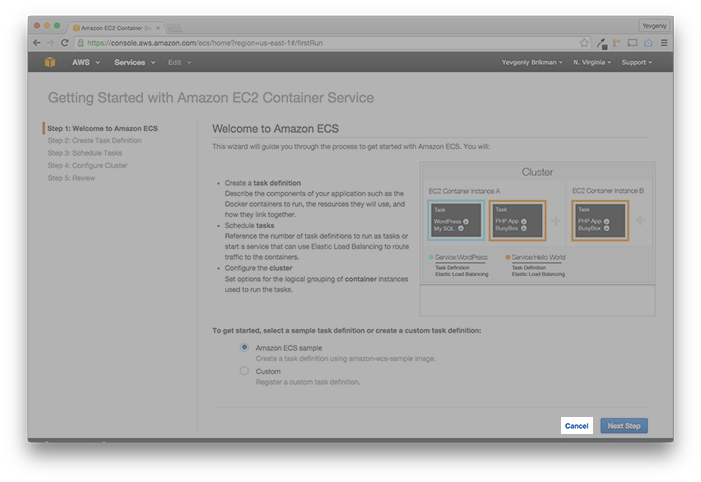 Amazon EC2 Container Se
Yevgeniy
https://console.aws.amazon.com/ecs/home?region=us-east-1#/firstRun
AWS Services Edit Yevgeniy Brikman N. Virginia Support
Getting Started with Amazon EC2 Container Service
Step 1: Welcome to Amazon ECS
Step 2: Create Task Definition
Step 3: Schedule Tasks
Step 4: Configure Cluster
Step 5: Review
Welcome to Amazon ECS
This wizard will guide you through the process to get started with Amazon ECS. You will:
• Create a task definition
Describe the components of your application such as the
Docker containers to run, the resources they will use, and
how they link together.
• Schedule tasks
Reference the number of task definitions to run as tasks or
start a service that can use Elastic Load Balancing to route
traffic to the containers.
• Configure the cluster
Set options for the logical grouping of container instances
used to run the tasks.
Cluster
EC2 Container Instance A
Task
WordPress
My SQL
Task
PHP App
BusyBox
EC2 Container Instance B
Task
PHP App
BusyBox
Service:WordPress
Task Definition
Elastic Load Balancing
Service:Hello World
Task Definition
Elastic Load Balancing
To get started, select a sample task definition or create a custom task definition:
Amazon ECS sample
Create a task definition using amazon-ecs-sample image.
Custom
Register a custom task definition.
Cancel
Next Step